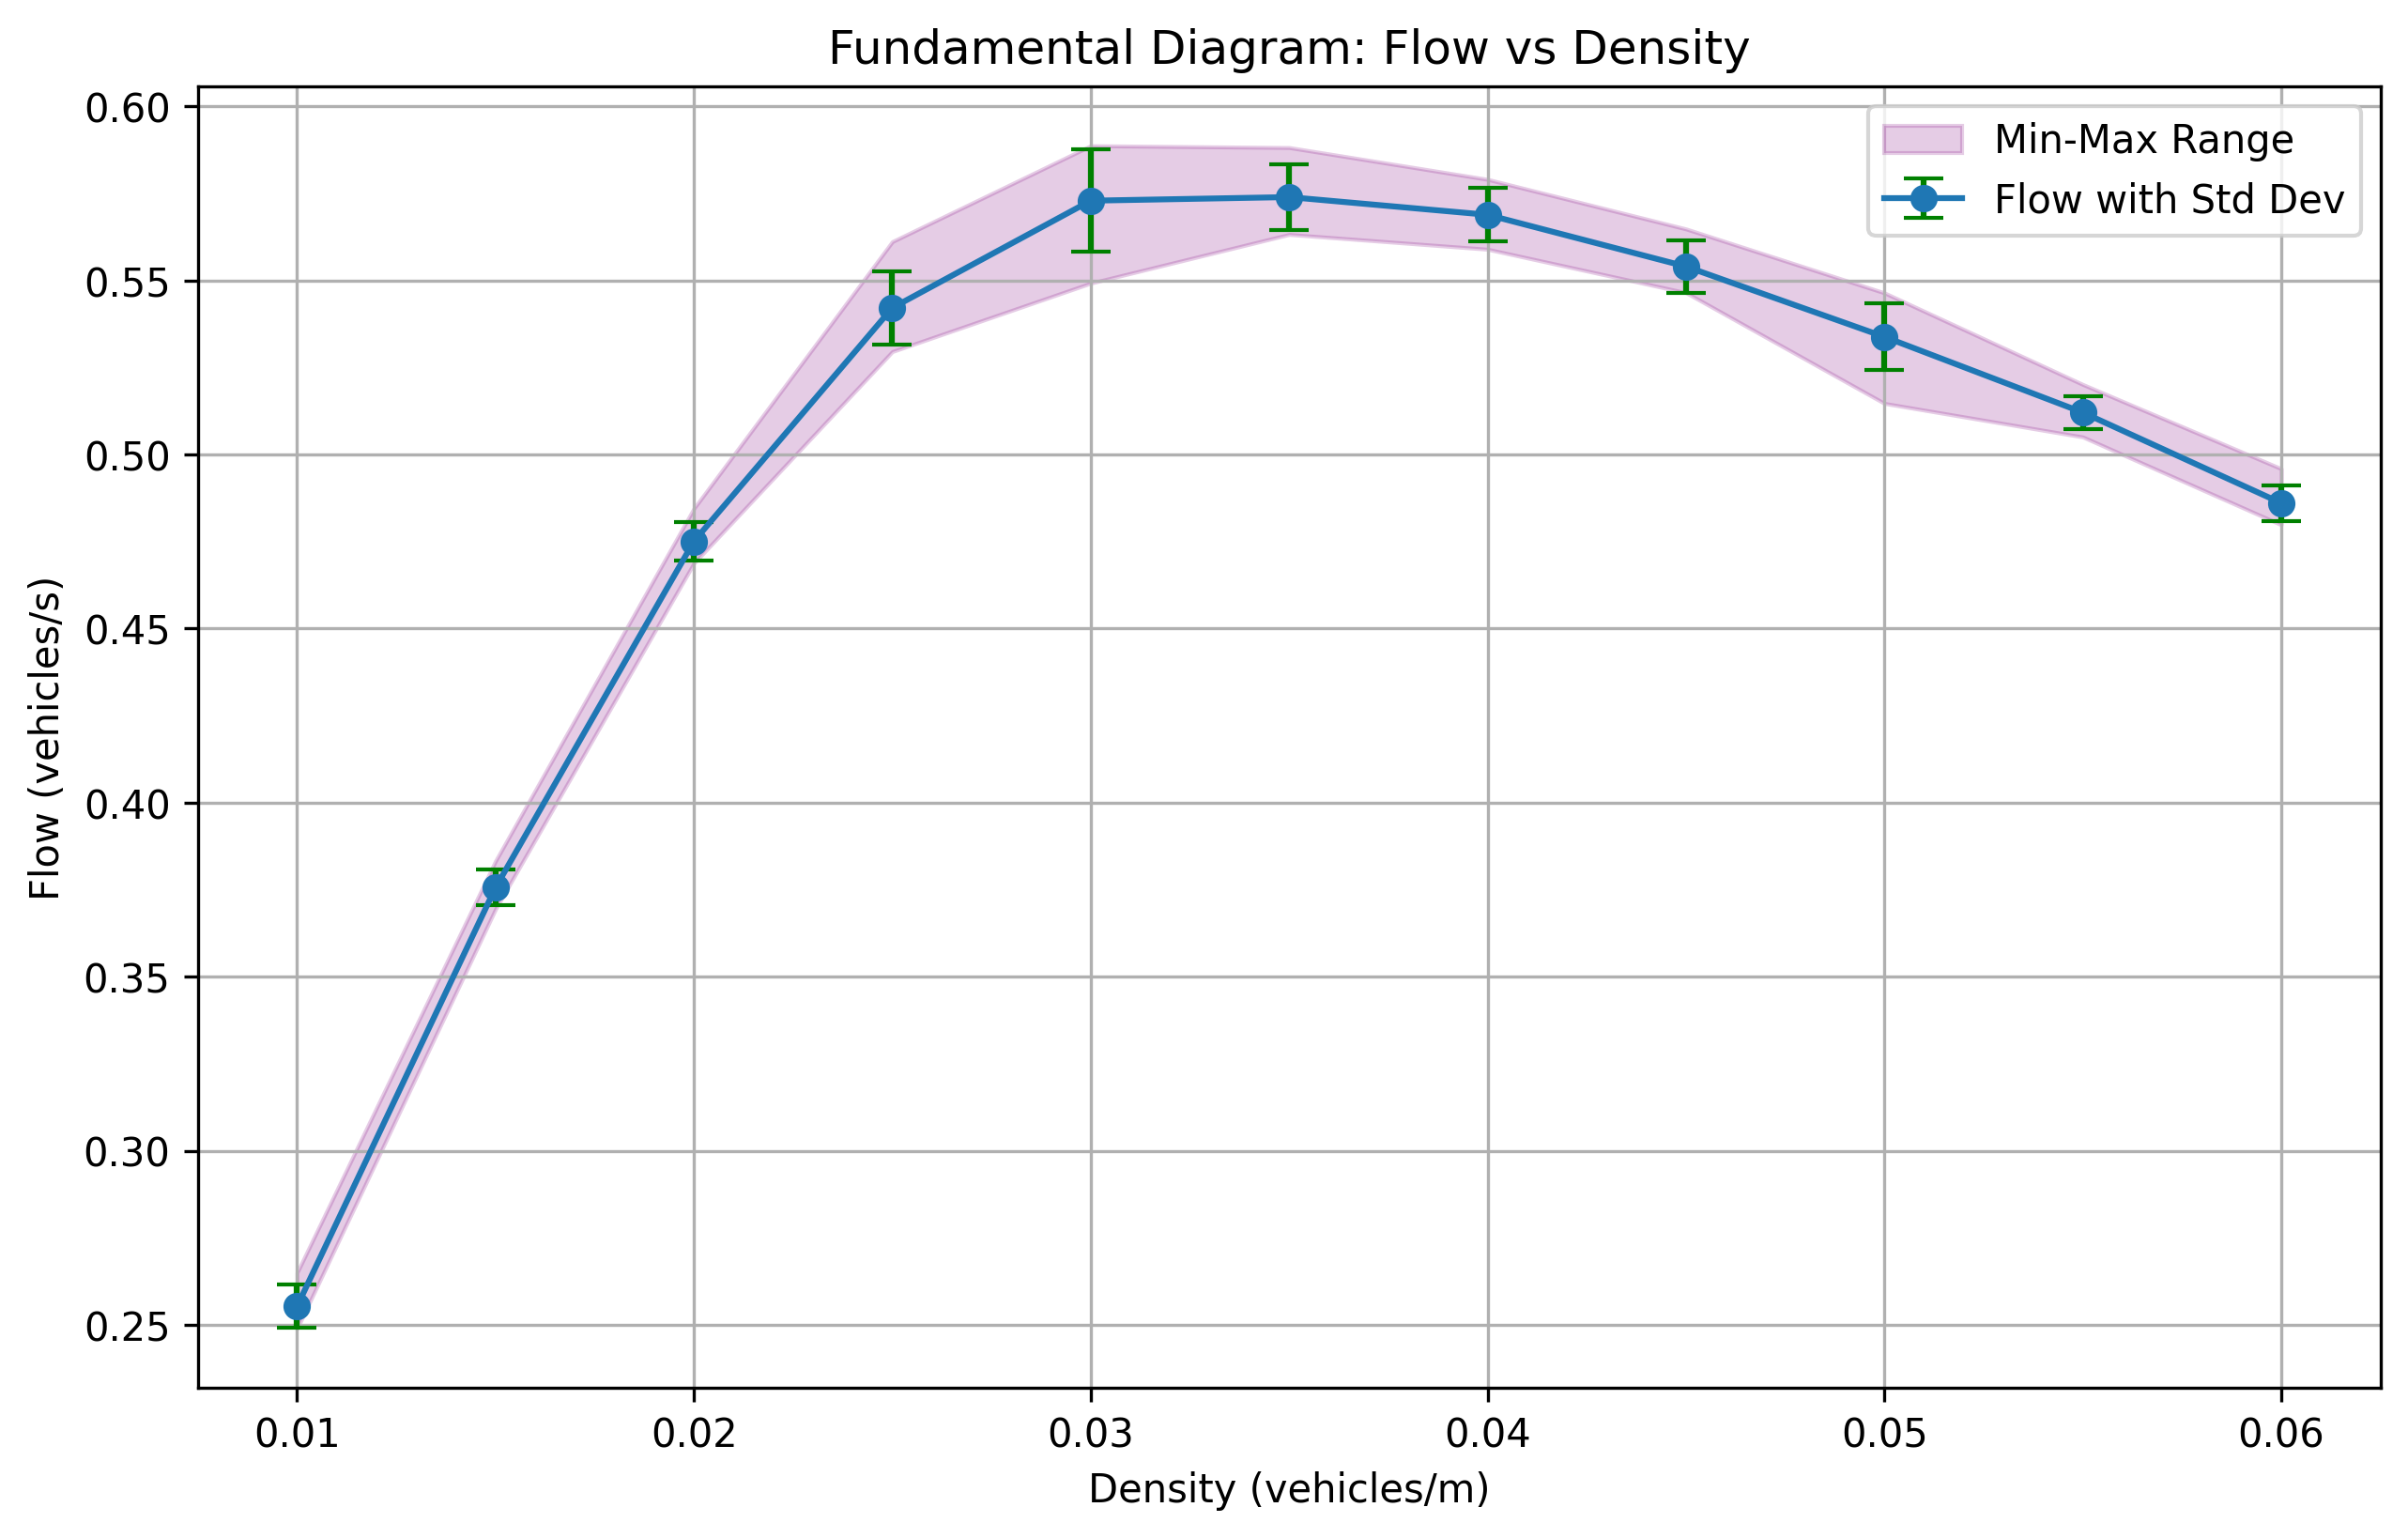 Fundamental Diagram: Flow vs Density
0.60
0.55
0.50
0.45
0.40
0.35
0.30
0.25
Flow (vehicles/s)
Min-Max Range
Flow with Std Dev
0.01 0.02 0.03 0.04 0.05 0.06
Density (vehicles/m)